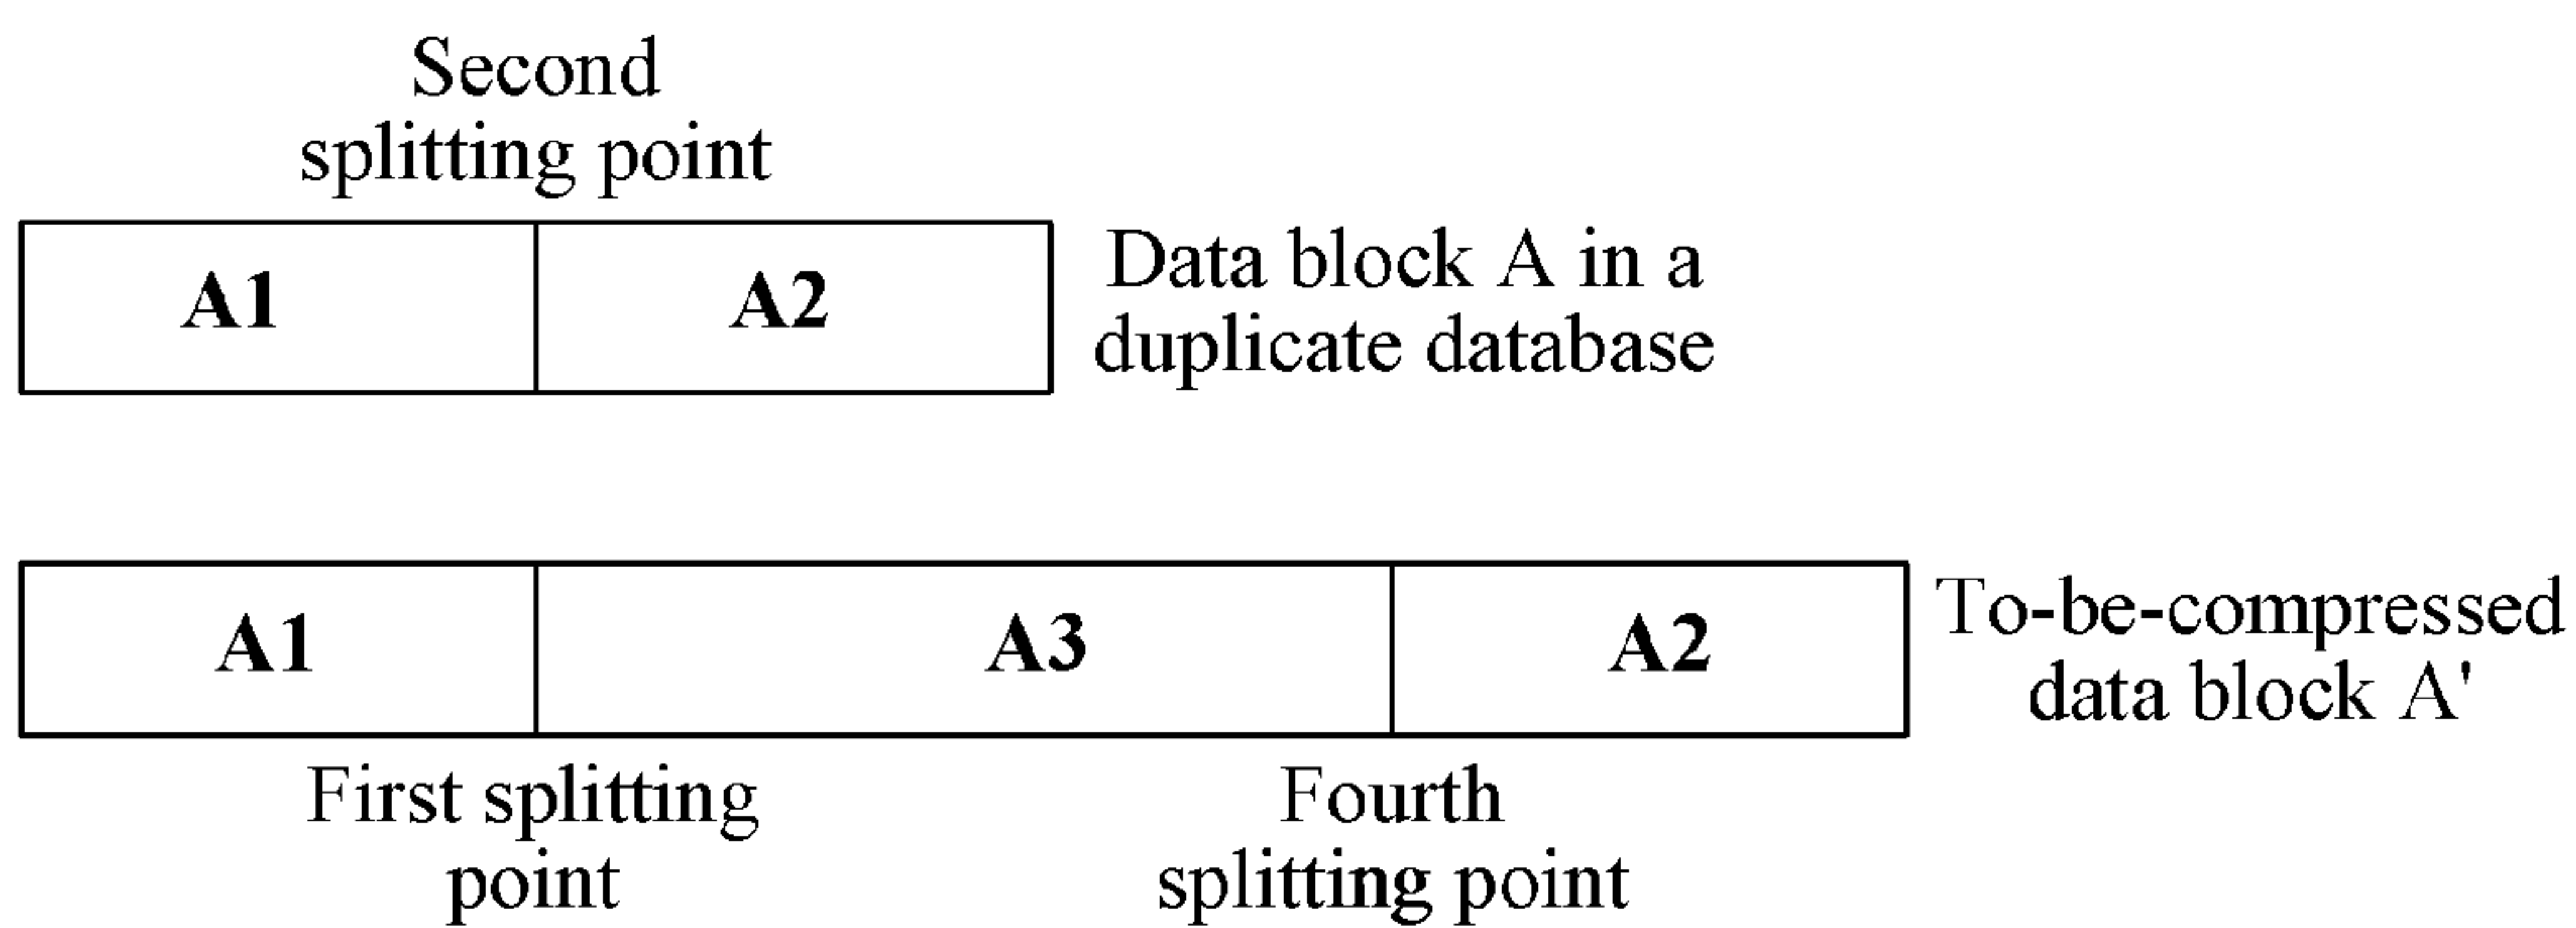 Second
splitting point
A1
A2
Data block A in a
duplicate database
A1
A3
A2
To-be-compressed
data block A'
First splitting
point
Fourth
splitting point